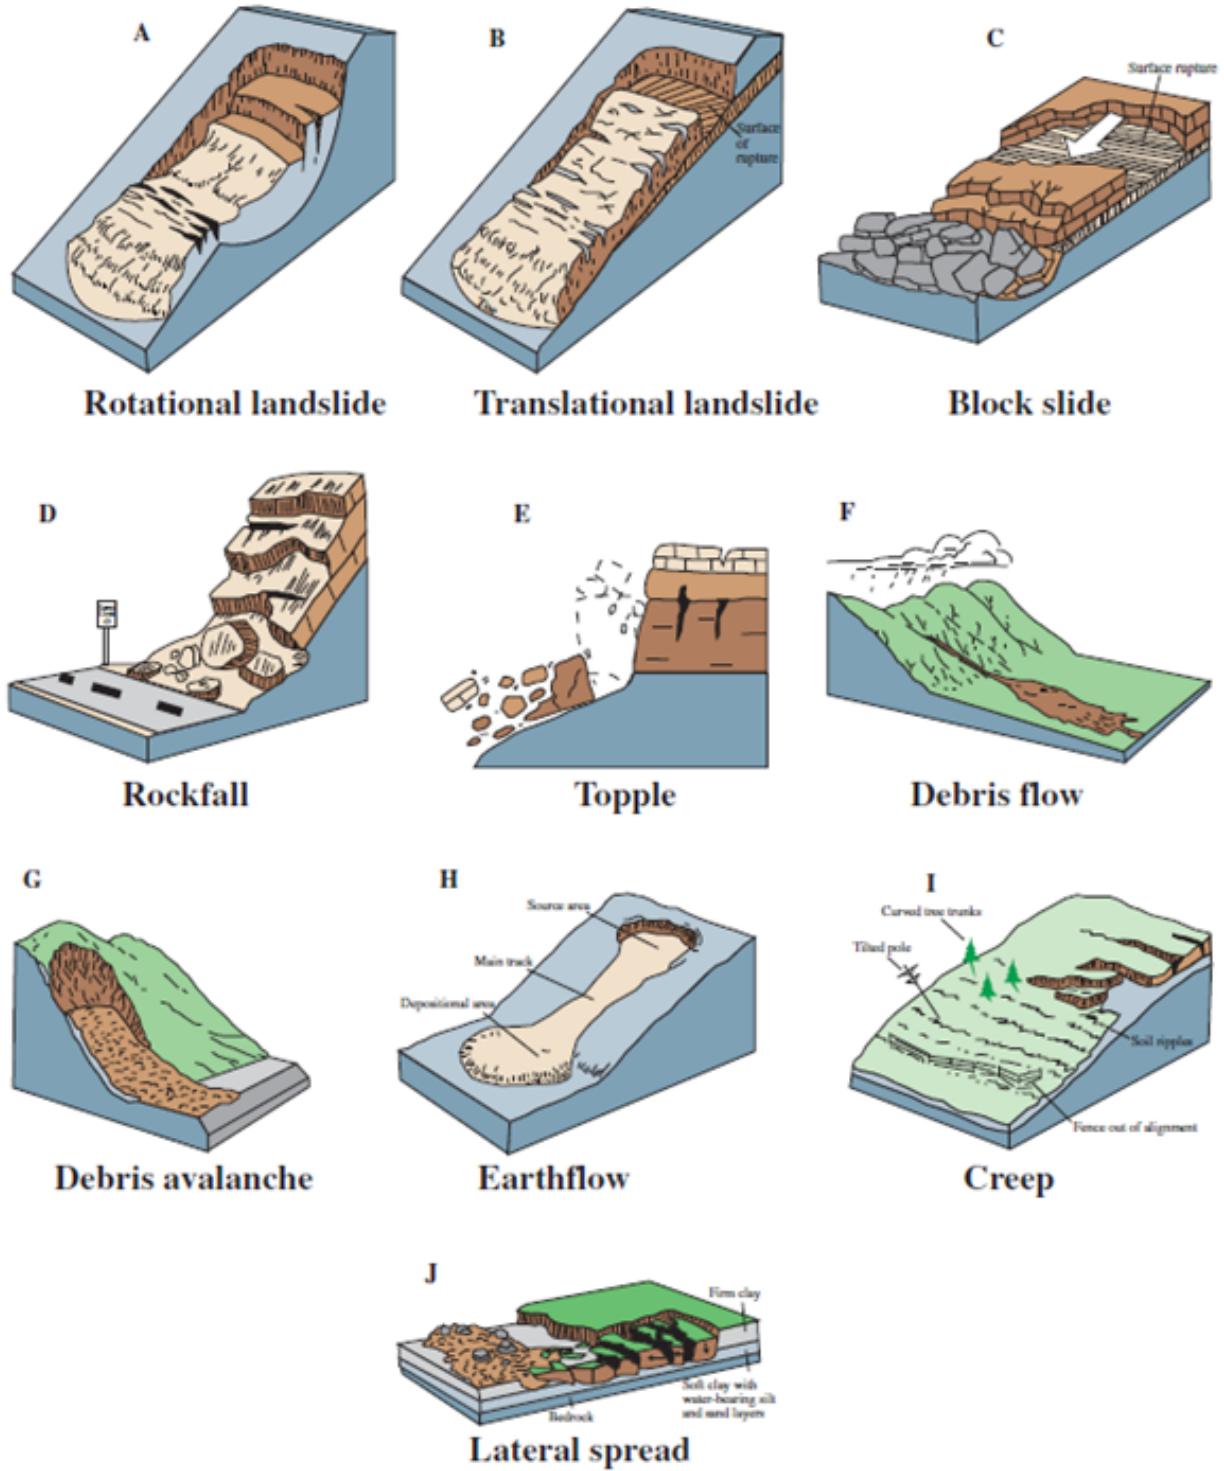 A
B
C
Surface rupture
Surface
of
rupture
Rotational landslide
Translational landslide
Block slide
D
E
F
Rockfall
Topple
Debris flow
G
H
I
Source area
Main track
Depositional area
Curved tree trunks
Tilted pole
Soil ripples
Fence out of alignment
Debris avalanche
Earthflow
Creep
J
Firm clay
Soft clay with
water-bearing silt
and sand layers
Bedrock
Lateral spread